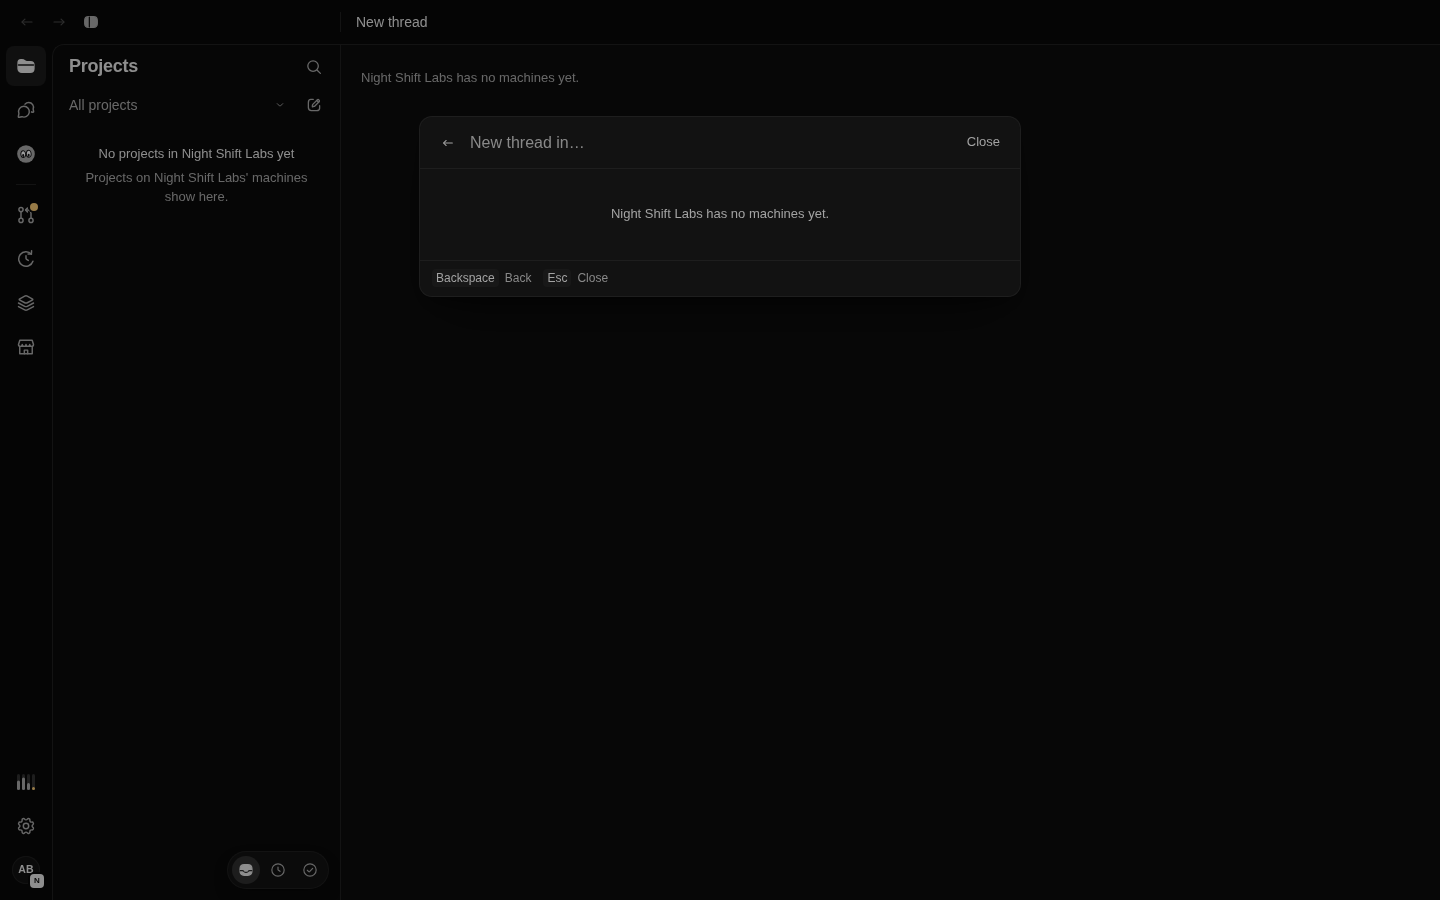 New thread
Projects
All projects
No projects in Night Shift Labs yet
Projects on Night Shift Labs' machines
show here.
Night Shift Labs has no machines yet.
New thread in…
Close
Night Shift Labs has no machines yet.
Backspace Back Esc Close
AB
N